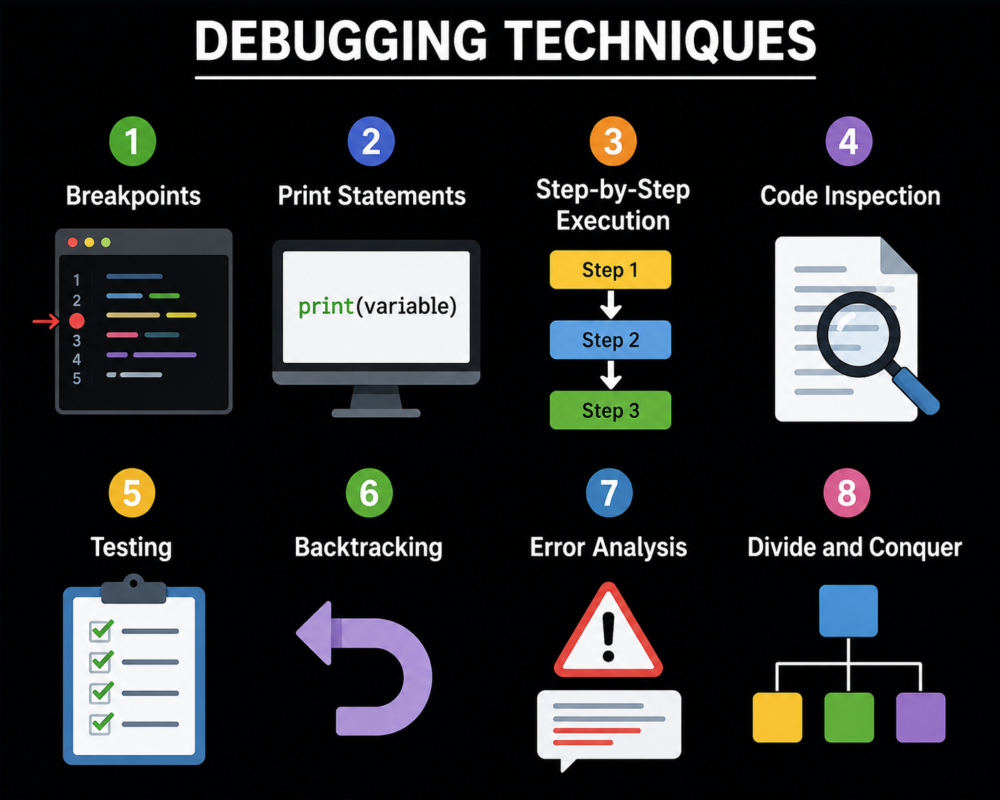 DEBUGGING TECHNIQUES
1
Breakpoints
1
2
3
4
5
2
Print Statements
print(variable)
3
Step-by-Step
Execution
Step 1
Step 2
Step 3
4
Code Inspection
5
Testing
6
Backtracking
7
Error Analysis
!
8
Divide and Conquer